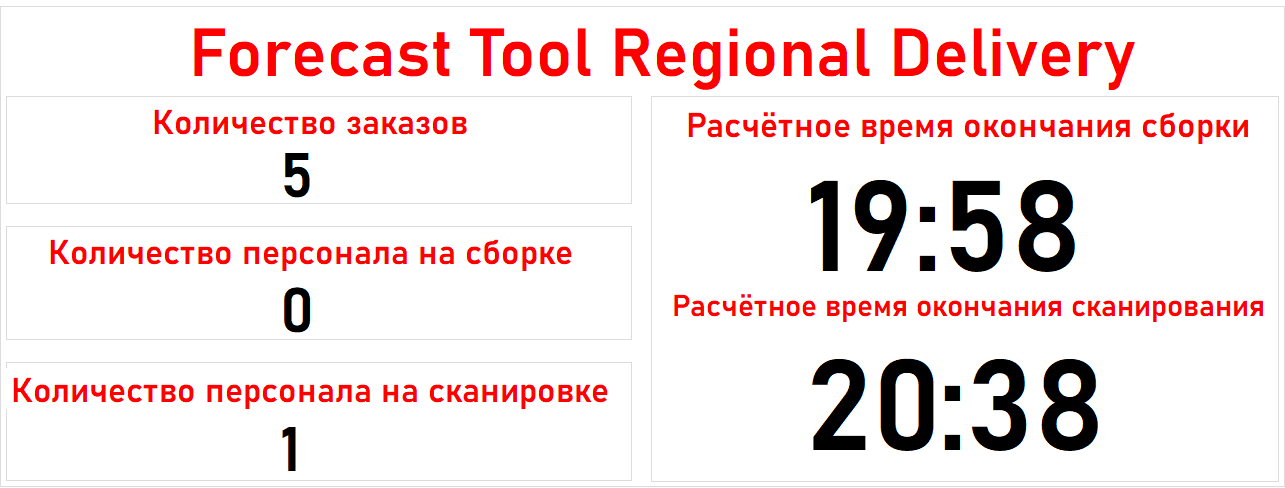 Forecast Tool Regional Delivery
Количество заказов
5
Количество персонала на сборке
0
Количество персонала на сканировке
1
Расчётное время окончания сборки
19:58
Расчётное время окончания сканирования
20:38